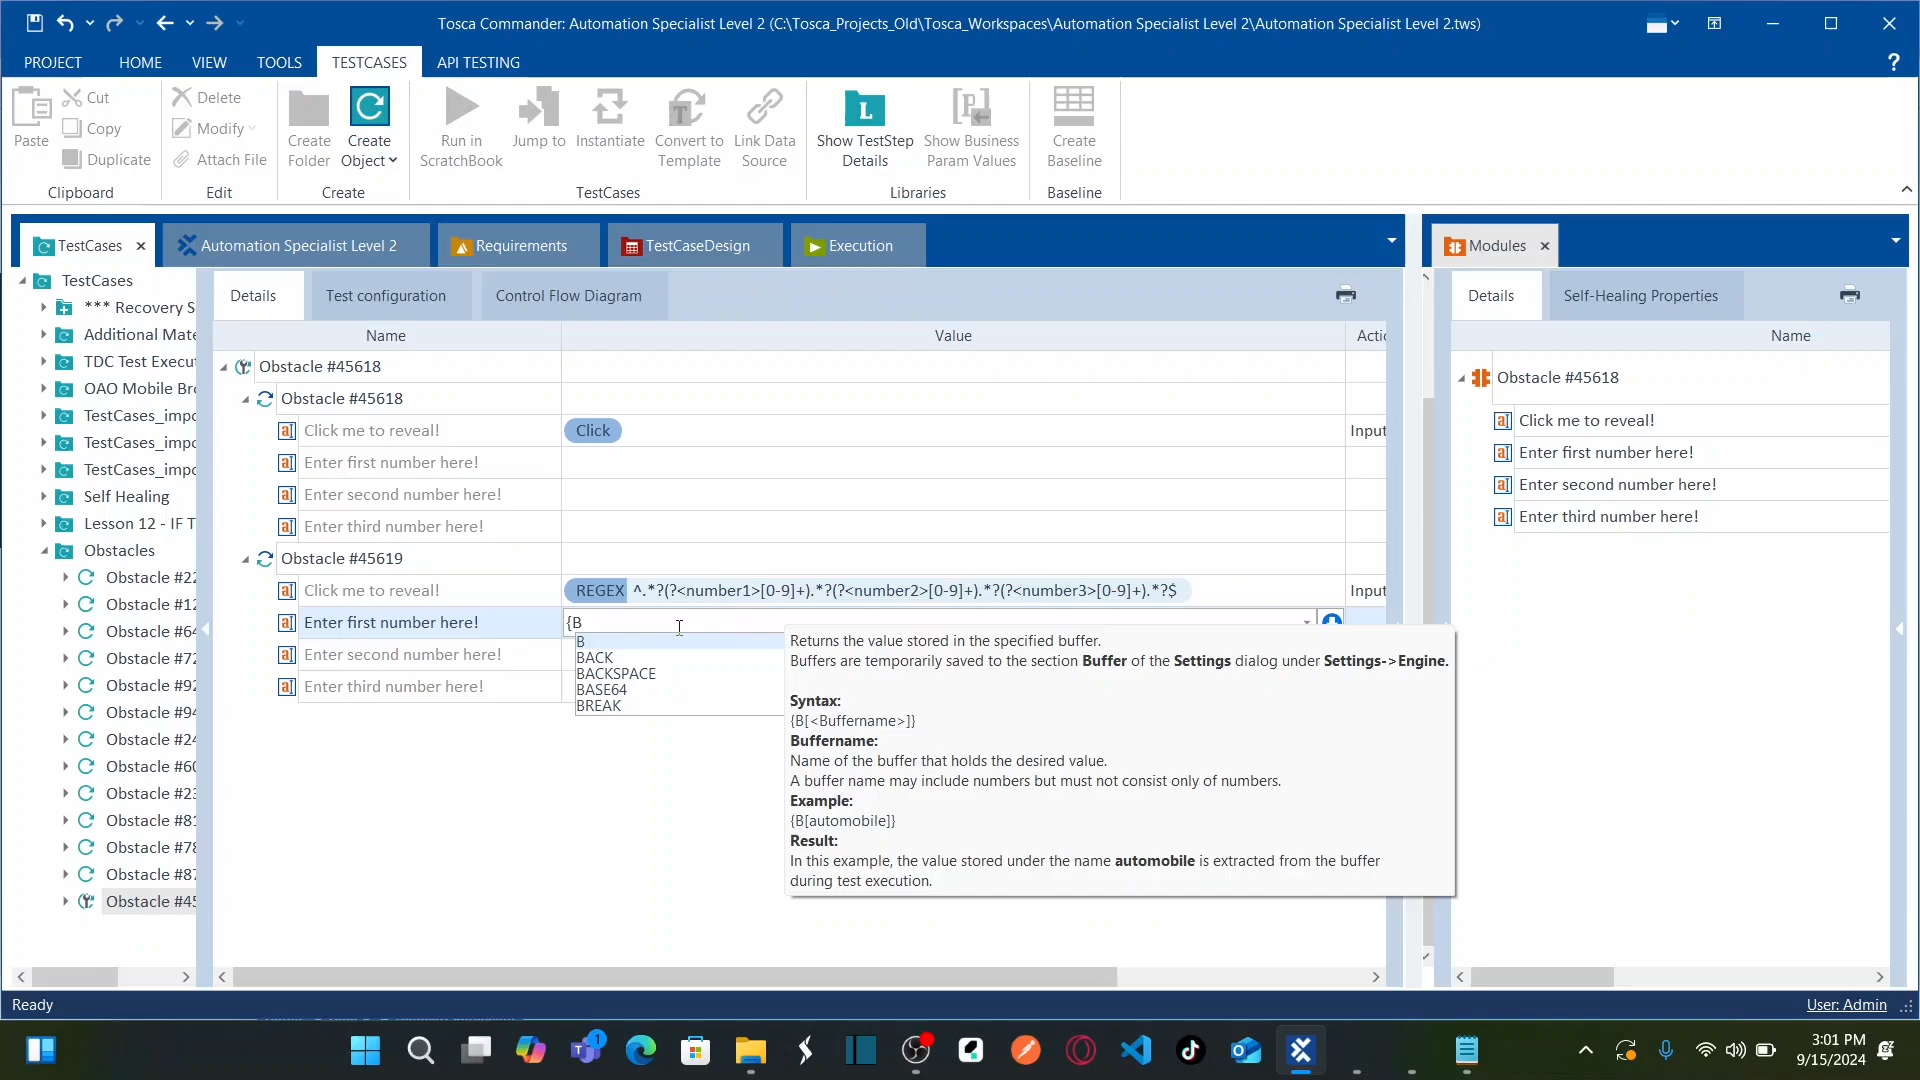 Tosca Commander: Automation Specialist Level 2 (C:\Tosca_Projects_Old\Tosca_Workspaces\Automation Specialist Level 2\Automation Specialist Level 2.tws)
PROJECT HOME VIEW TOOLS TESTCASES API TESTING ?
Paste
Cut
Copy
Duplicate
Clipboard
Delete
Modify
Attach File
Edit
Create Folder
Create Object
Create
Run in ScratchBook
Jump to
Instantiate
Convert to Template
Link Data Source
TestCases
Show TestStep Details
Show Business Param Values
Libraries
Create Baseline
Baseline
TestCases Automation Specialist Level 2 Requirements TestCaseDesign Execution Modules
TestCases
*** Recovery S
Additional Mate
TDC Test Execut
OAO Mobile Bro
TestCases_impo
TestCases_impo
TestCases_impo
Self Healing
Lesson 12 - IF T
Obstacles
Obstacle #22
Obstacle #12
Obstacle #64
Obstacle #72
Obstacle #92
Obstacle #94
Obstacle #24
Obstacle #60
Obstacle #23
Obstacle #81
Obstacle #78
Obstacle #87
Obstacle #45
Details Test configuration Control Flow Diagram
Name Value Actio
Obstacle #45618
Obstacle #45618
Click me to reveal! Click Input
Enter first number here!
Enter second number here!
Enter third number here!
Obstacle #45619
Click me to reveal! REGEX ^.*?(?<number1>[0-9]+).*?(?<number2>[0-9]+).*?(?<number3>[0-9]+).*?$ Input
Enter first number here! {B
Enter second number here!
Enter third number here!
B
BACK
BACKSPACE
BASE64
BREAK
Returns the value stored in the specified buffer.
Buffers are temporarily saved to the section Buffer of the Settings dialog under Settings->Engine.
Syntax:
{B[<Buffername>]}
Buffername:
Name of the buffer that holds the desired value.
A buffer name may include numbers but must not consist only of numbers.
Example:
{B[automobile]}
Result:
In this example, the value stored under the name automobile is extracted from the buffer
during test execution.
Details Self-Healing Properties
Name
Obstacle #45618
Click me to reveal!
Enter first number here!
Enter second number here!
Enter third number here!
Ready User: Admin
3:01 PM
9/15/2024